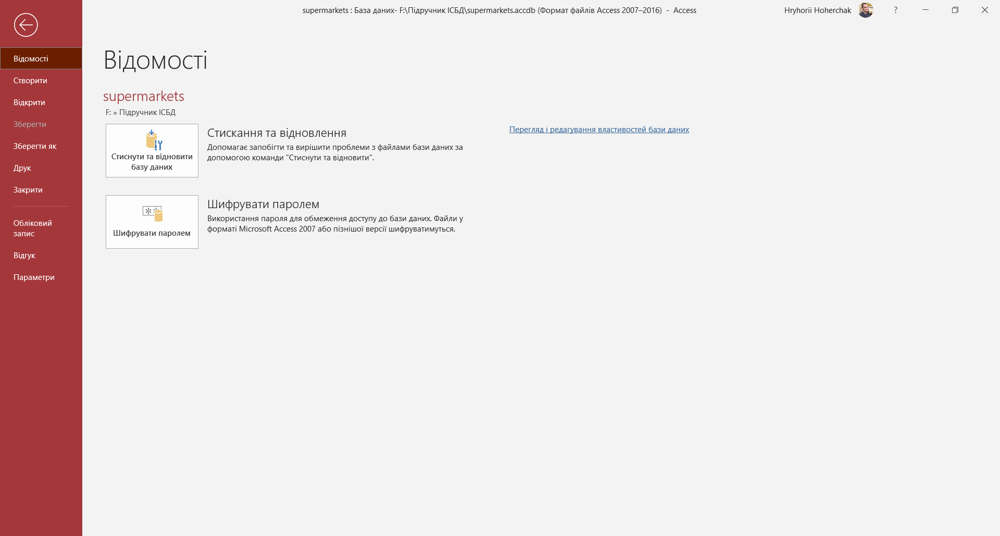 supermarkets : База даних- F:\Підручник ІСБД\supermarkets.accdb (Формат файлів Access 2007–2016)  -  Access
Hryhorii Hoherchak
?
Відомості
Створити
Відкрити
Зберегти
Зберегти як
Друк
Закрити
Обліковий
запис
Відгук
Параметри
Відомості
supermarkets
F: » Підручник ІСБД
Стиснути та відновити
базу даних
Стискання та відновлення
Допомагає запобігти та вирішити проблеми з файлами бази даних за
допомогою команди "Стиснути та відновити".
Перегляд і редагування властивостей бази даних
Шифрувати паролем
Шифрувати паролем
Використання пароля для обмеження доступу до бази даних. Файли у
форматі Microsoft Access 2007 або пізнішої версії шифруватимуться.